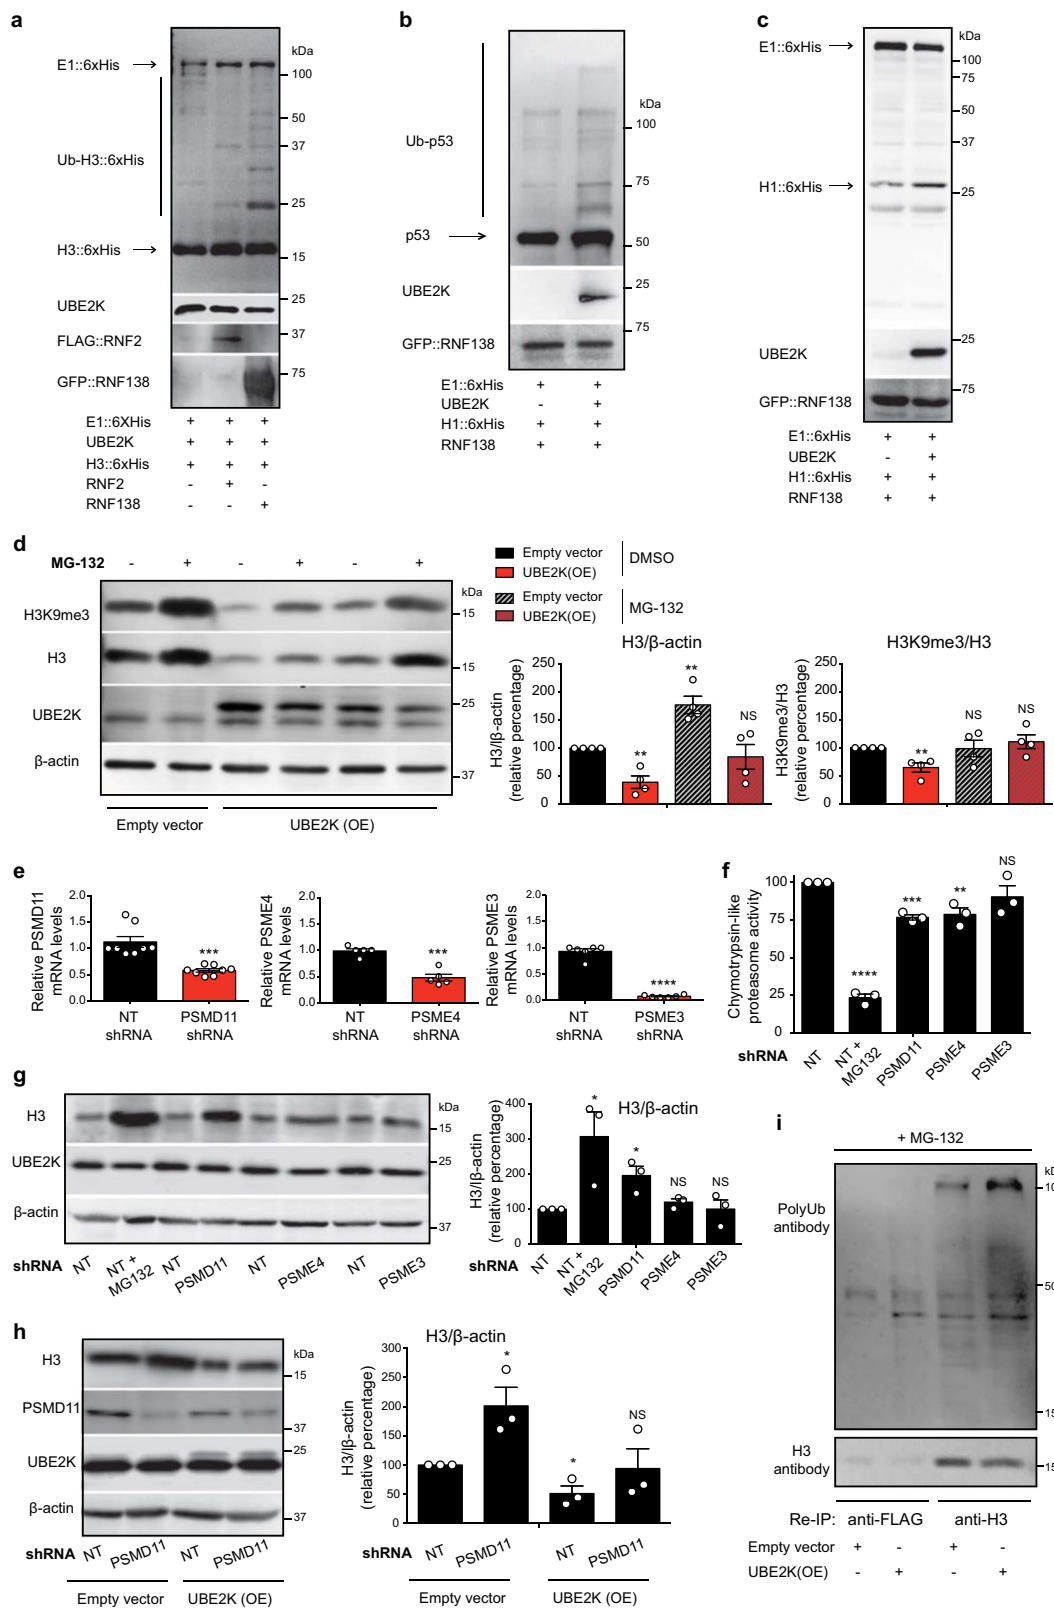 a
kDa
E1::6xHis
100
50
37
Ub-H3::6xHis
25
H3::6xHis
15
25
UBE2K
FLAG::RNF2
37
75
GFP::RNF138
E1::6XHis + + +
UBE2K + + +
H3::6xHis + + +
RNF2 - + -
RNF138 - - +
b
kDa
100
Ub-p53
75
p53
50
25
UBE2K
75
GFP::RNF138
E1::6xHis + +
UBE2K - +
H1::6xHis + +
RNF138 + +
c
kDa
E1::6xHis
100
75
50
37
H1::6xHis
25
25
UBE2K
75
GFP::RNF138
E1::6xHis + +
UBE2K - +
H1::6xHis + +
RNF138 + +
d
MG-132 - + - + - +
kDa
H3K9me3
15
H3
15
25
UBE2K
β-actin
37
Empty vector UBE2K (OE)
Empty vector
UBE2K(OE)
DMSO
Empty vector
UBE2K(OE)
MG-132
H3/β-actin
H3/lβ-actin
(relative percentage)
250
200
150
100
50
0
** ** NS
H3K9me3/H3
H3K9me3/H3
(relative percentage)
250
200
150
100
50
0
** NS NS
e
Relative PSMD11
mRNA levels
2.0
1.5
1.0
0.5
0
***
NT
shRNA
PSMD11
shRNA
Relative PSME4
mRNA levels
2.0
1.5
1.0
0.5
0
***
NT
shRNA
PSME4
shRNA
Relative PSME3
mRNA levels
2.0
1.5
1.0
0.5
0
****
NT
shRNA
PSME3
shRNA
f
Chymotrypsin-like
proteasome activity
100
75
50
25
0
**** *** ** NS
shRNA NT NT + MG132 PSMD11 PSME4 PSME3
g
kDa
H3
15
UBE2K
25
β-actin
37
shRNA NT NT + MG132 NT PSMD11 NT PSME4 NT PSME3
H3/β-actin
H3/lβ-actin
(relative percentage)
400
300
200
100
0
* * NS NS
shRNA NT NT + MG132 PSMD11 PSME4 PSME3
h
kDa
H3
15
PSMD11
37
25
UBE2K
β-actin
37
shRNA NT PSMD11 NT PSMD11
Empty vector UBE2K (OE)
H3/β-actin
H3/lβ-actin
(relative percentage)
300
250
200
150
100
50
0
* * NS
shRNA NT PSMD11 NT PSMD11
Empty vector UBE2K (OE)
i
+ MG-132
PolyUb
antibody
50
15
H3
antibody
15
Re-IP: anti-FLAG anti-H3
Empty vector + - + -
UBE2K(OE) - + - +